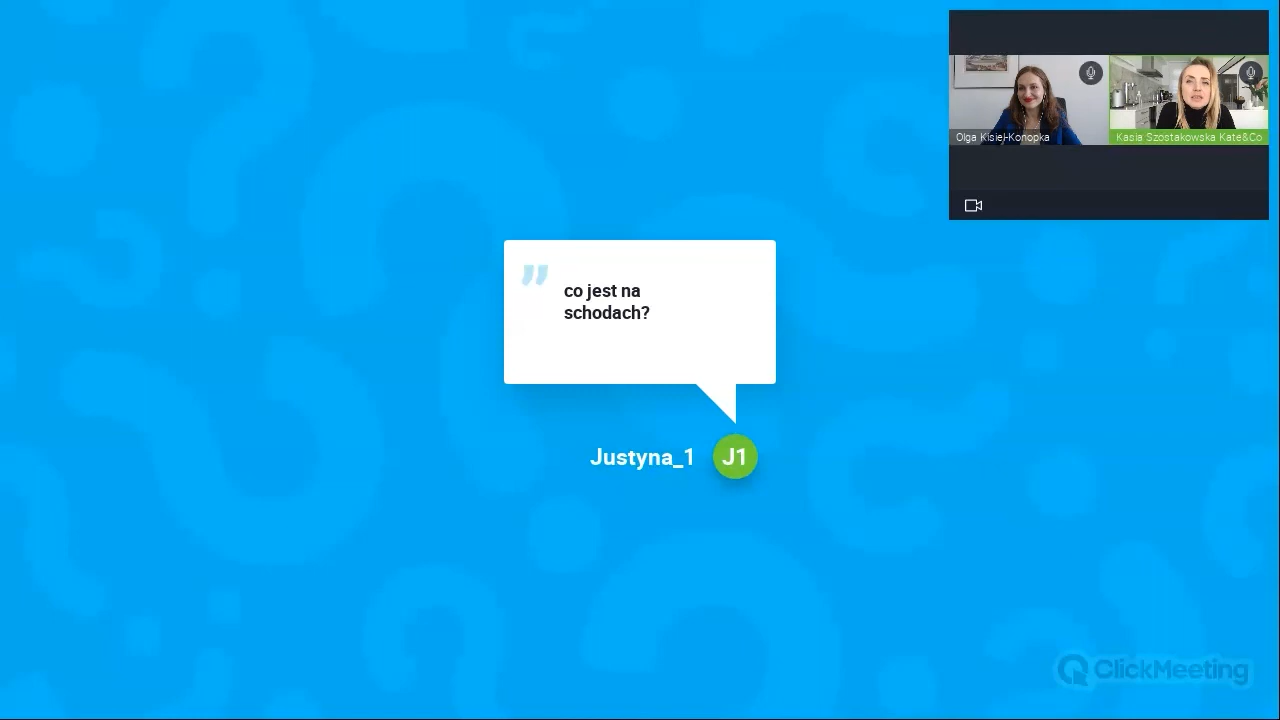 Olga Kisiel-Konopka
Kasia Szostakowska Kate&Co
” co jest na
schodach?
Justyna_1 J1
ClickMeeting